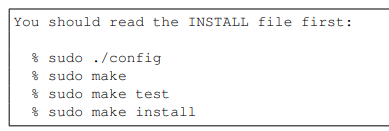 You should read the INSTALL file first:
% sudo ./config
% sudo make
% sudo make test
% sudo make install